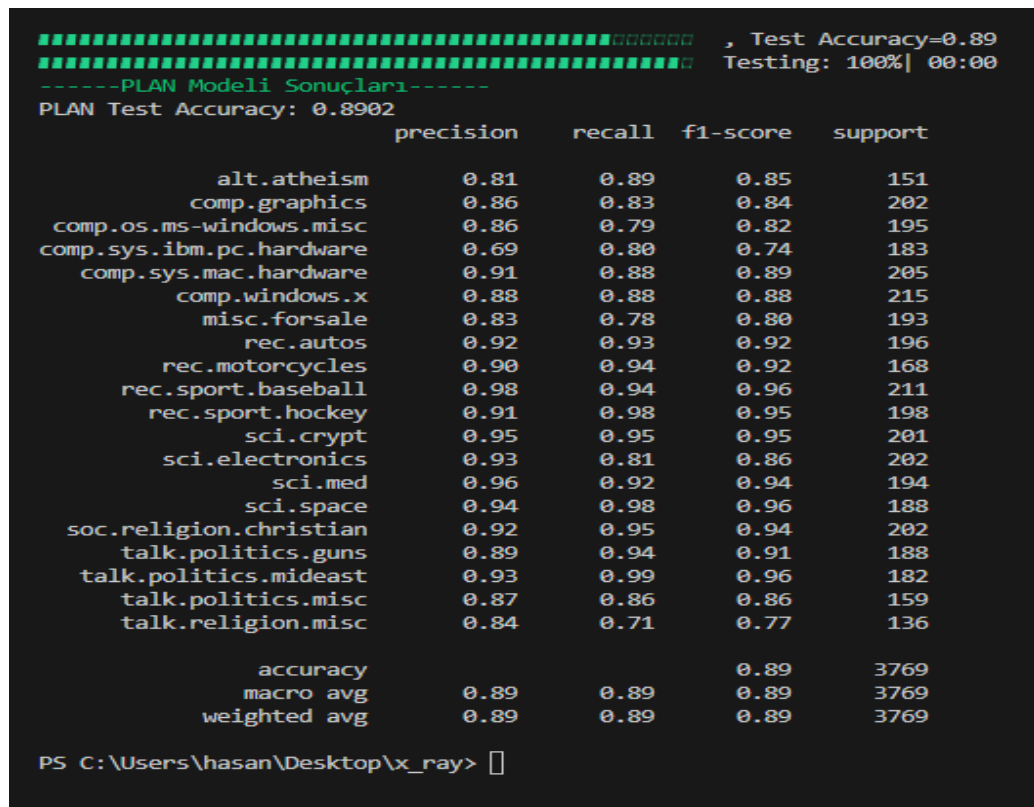 , Test Accuracy=0.89
Testing: 100%| 00:00
------PLAN Modeli Sonuçları------
PLAN Test Accuracy: 0.8902
precision recall f1-score support
alt.atheism 0.81 0.89 0.85 151
comp.graphics 0.86 0.83 0.84 202
comp.os.ms-windows.misc 0.86 0.79 0.82 195
comp.sys.ibm.pc.hardware 0.69 0.80 0.74 183
comp.sys.mac.hardware 0.91 0.88 0.89 205
comp.windows.x 0.88 0.88 0.88 215
misc.forsale 0.83 0.78 0.80 193
rec.autos 0.92 0.93 0.92 196
rec.motorcycles 0.90 0.94 0.92 168
rec.sport.baseball 0.98 0.94 0.96 211
rec.sport.hockey 0.91 0.98 0.95 198
sci.crypt 0.95 0.95 0.95 201
sci.electronics 0.93 0.81 0.86 202
sci.med 0.96 0.92 0.94 194
sci.space 0.94 0.98 0.96 188
soc.religion.christian 0.92 0.95 0.94 202
talk.politics.guns 0.89 0.94 0.91 188
talk.politics.mideast 0.93 0.99 0.96 182
talk.politics.misc 0.87 0.86 0.86 159
talk.religion.misc 0.84 0.71 0.77 136
accuracy 0.89 3769
macro avg 0.89 0.89 0.89 3769
weighted avg 0.89 0.89 0.89 3769
PS C:\Users\hasan\Desktop\x_ray>